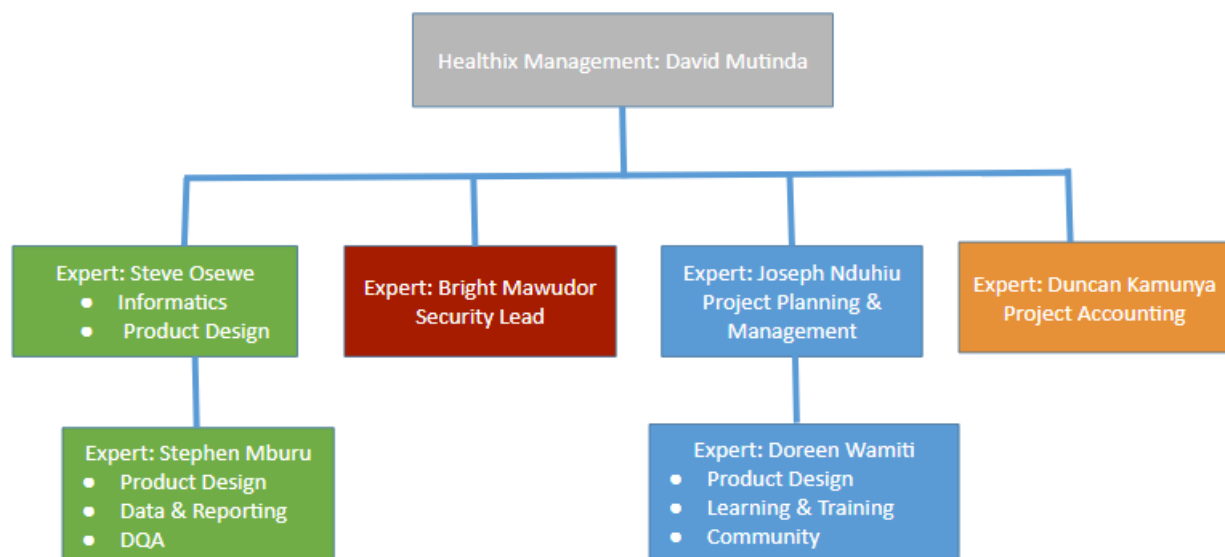 Healthix Management: David Mutinda
Expert: Steve Osewe
● Informatics
● Product Design
Expert: Bright Mawudor
Security Lead
Expert: Joseph Nduhiu
Project Planning &
Management
Expert: Duncan Kamunya
Project Accounting
Expert: Stephen Mburu
● Product Design
● Data & Reporting
● DQA
Expert: Doreen Wamiti
● Product Design
● Learning & Training
● Community